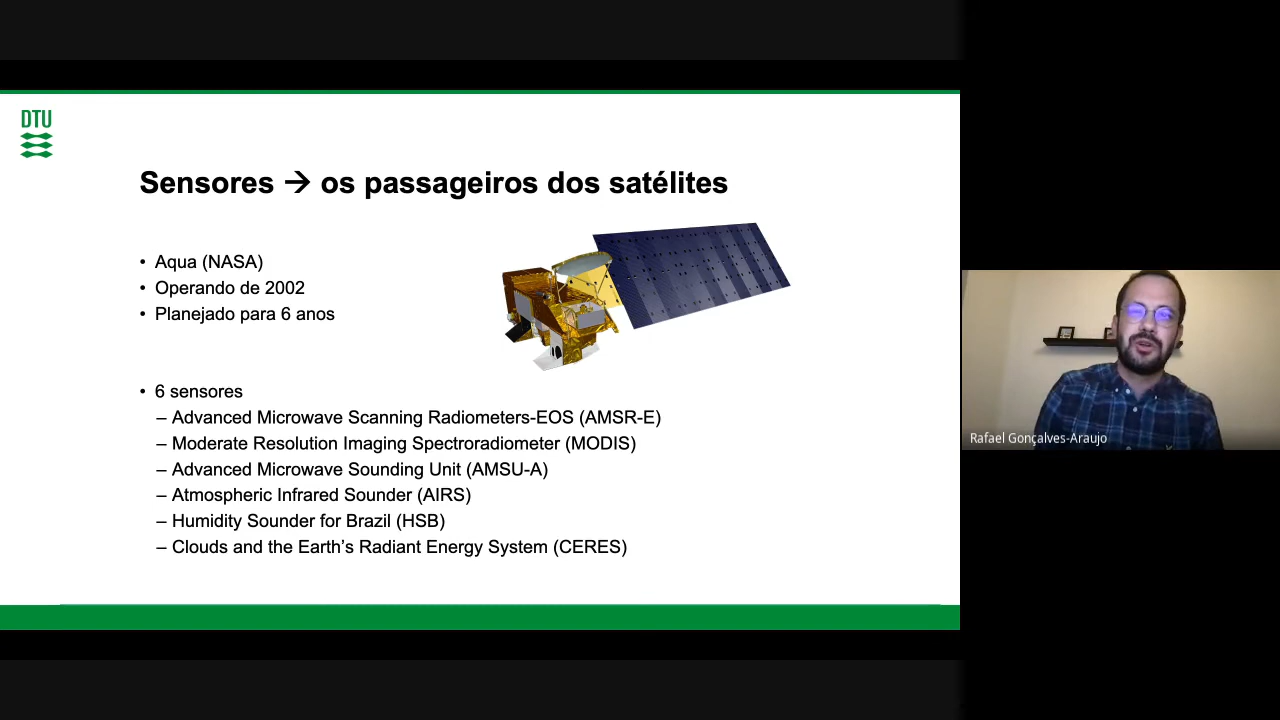 DTU
Sensores → os passageiros dos satélites
• Aqua (NASA)
• Operando de 2002
• Planejado para 6 anos
• 6 sensores
– Advanced Microwave Scanning Radiometers-EOS (AMSR-E)
– Moderate Resolution Imaging Spectroradiometer (MODIS)
– Advanced Microwave Sounding Unit (AMSU-A)
– Atmospheric Infrared Sounder (AIRS)
– Humidity Sounder for Brazil (HSB)
– Clouds and the Earth’s Radiant Energy System (CERES)
Rafael Gonçalves-Araujo